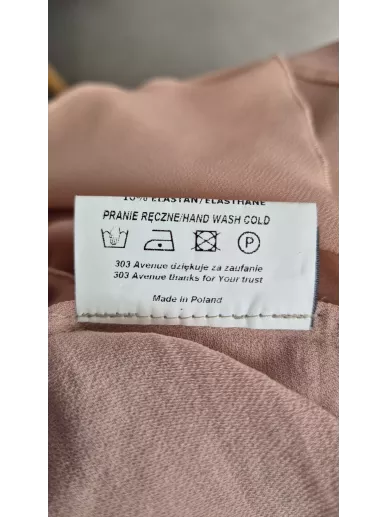 10% ELASTAN/ELASTHANE
PRANIE RĘCZNE/HAND WASH COLD
P
303 Avenue dziękuje za zaufanie
303 Avenue thanks for Your trust
Made in Poland